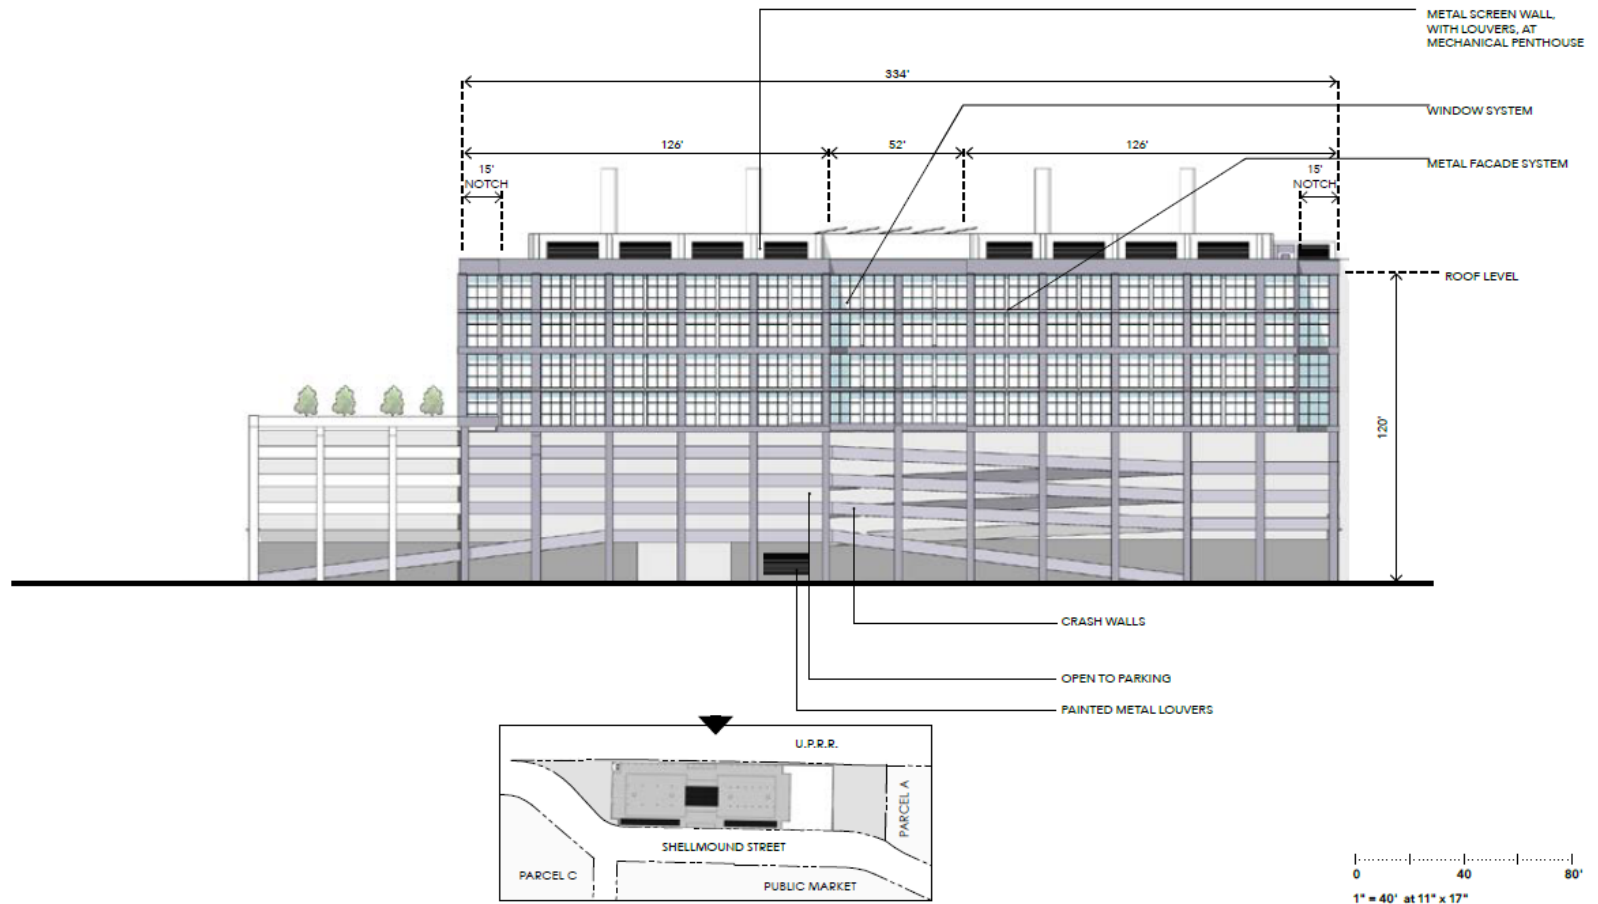 METAL SCREEN WALL,
WITH LOUVERS, AT
MECHANICAL PENTHOUSE
334'
WINDOW SYSTEM
126'
52'
126'
METAL FACADE SYSTEM
15'
NOTCH
15'
NOTCH
ROOF LEVEL
120'
CRASH WALLS
OPEN TO PARKING
PAINTED METAL LOUVERS
U.P.R.R.
PARCEL A
SHELLMOUND STREET
PARCEL C
PUBLIC MARKET
0 40 80'
1" = 40' at 11" x 17"